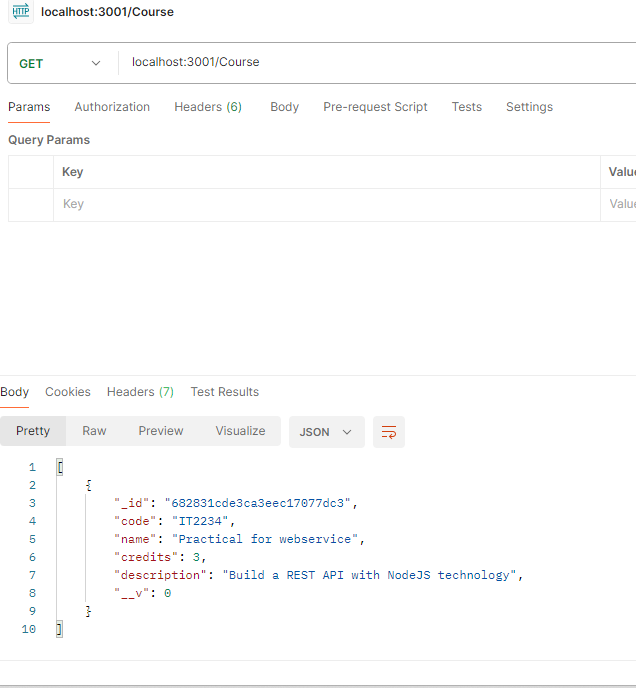 HTTP localhost:3001/Course
GET localhost:3001/Course
Params Authorization Headers (6) Body Pre-request Script Tests Settings
Query Params
Key Value
Key Value
Body Cookies Headers (7) Test Results
Pretty Raw Preview Visualize JSON
1 [
2 {
3 "_id": "682831cde3ca3eec17077dc3",
4 "code": "IT2234",
5 "name": "Practical for webservice",
6 "credits": 3,
7 "description": "Build a REST API with NodeJS technology",
8 "__v": 0
9 }
10 ]